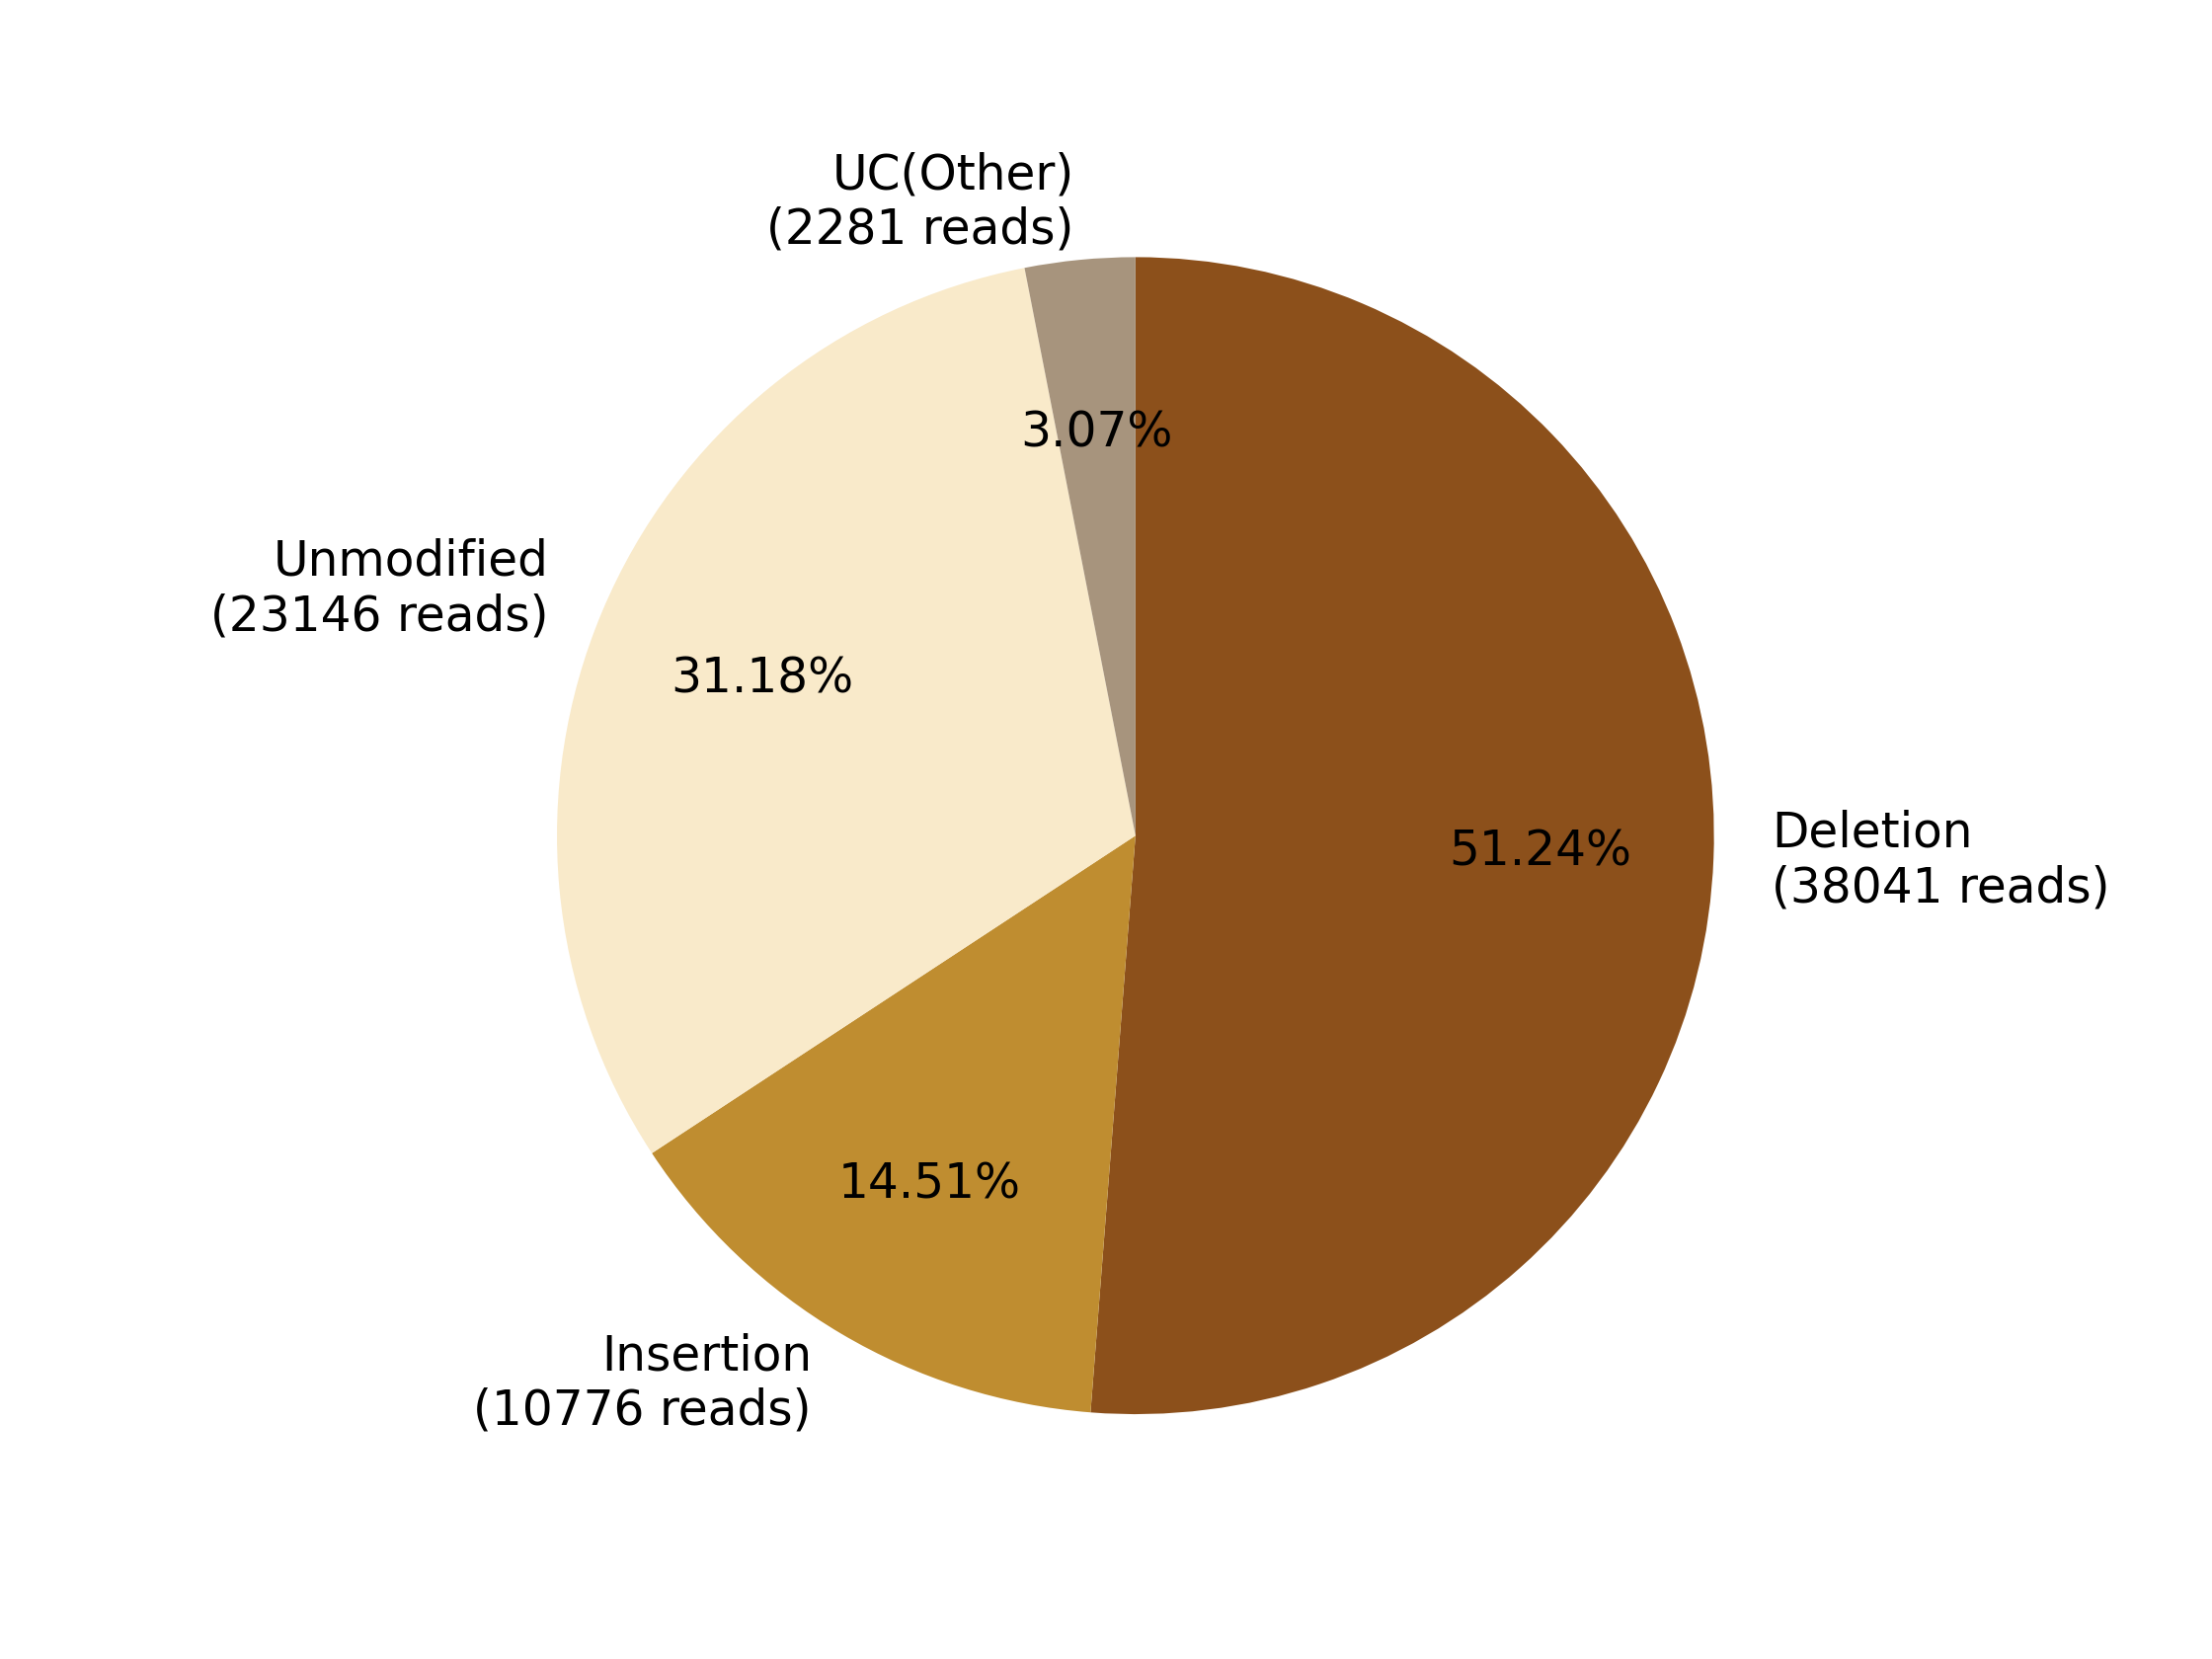 UC(Other)
(2281 reads)
3.07%
Unmodified
(23146 reads)
31.18%
Deletion
(38041 reads)
51.24%
14.51%
Insertion
(10776 reads)